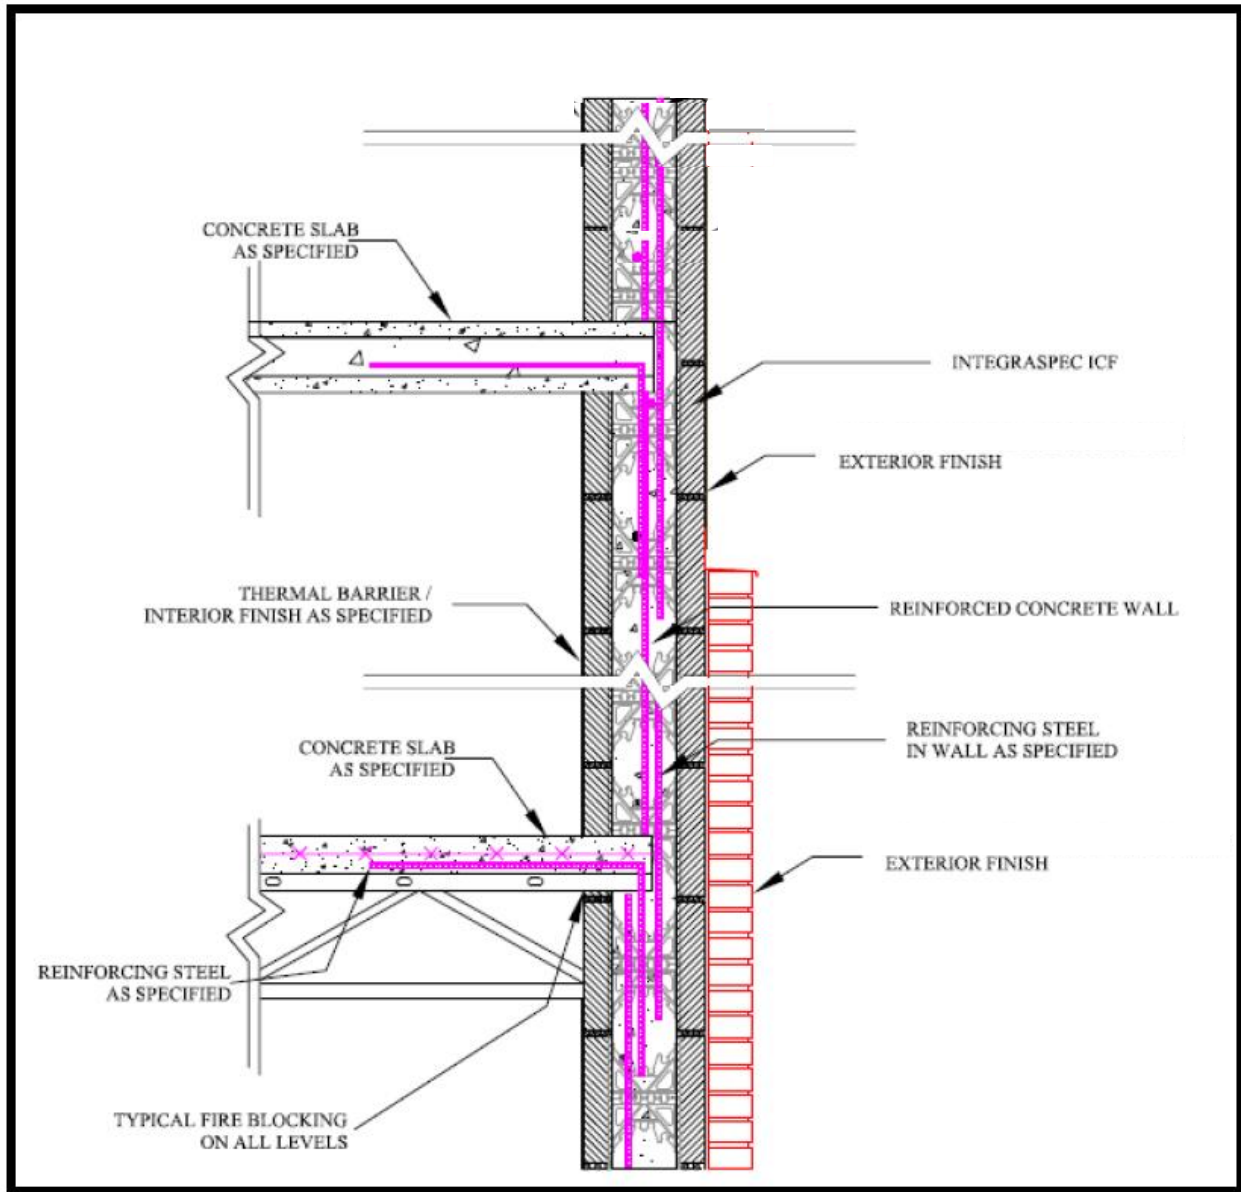 CONCRETE SLAB
AS SPECIFIED
INTEGRASPEC ICF
EXTERIOR FINISH
THERMAL BARRIER /
INTERIOR FINISH AS SPECIFIED
REINFORCED CONCRETE WALL
REINFORCING STEEL
IN WALL AS SPECIFIED
CONCRETE SLAB
AS SPECIFIED
EXTERIOR FINISH
REINFORCING STEEL
AS SPECIFIED
TYPICAL FIRE BLOCKING
ON ALL LEVELS